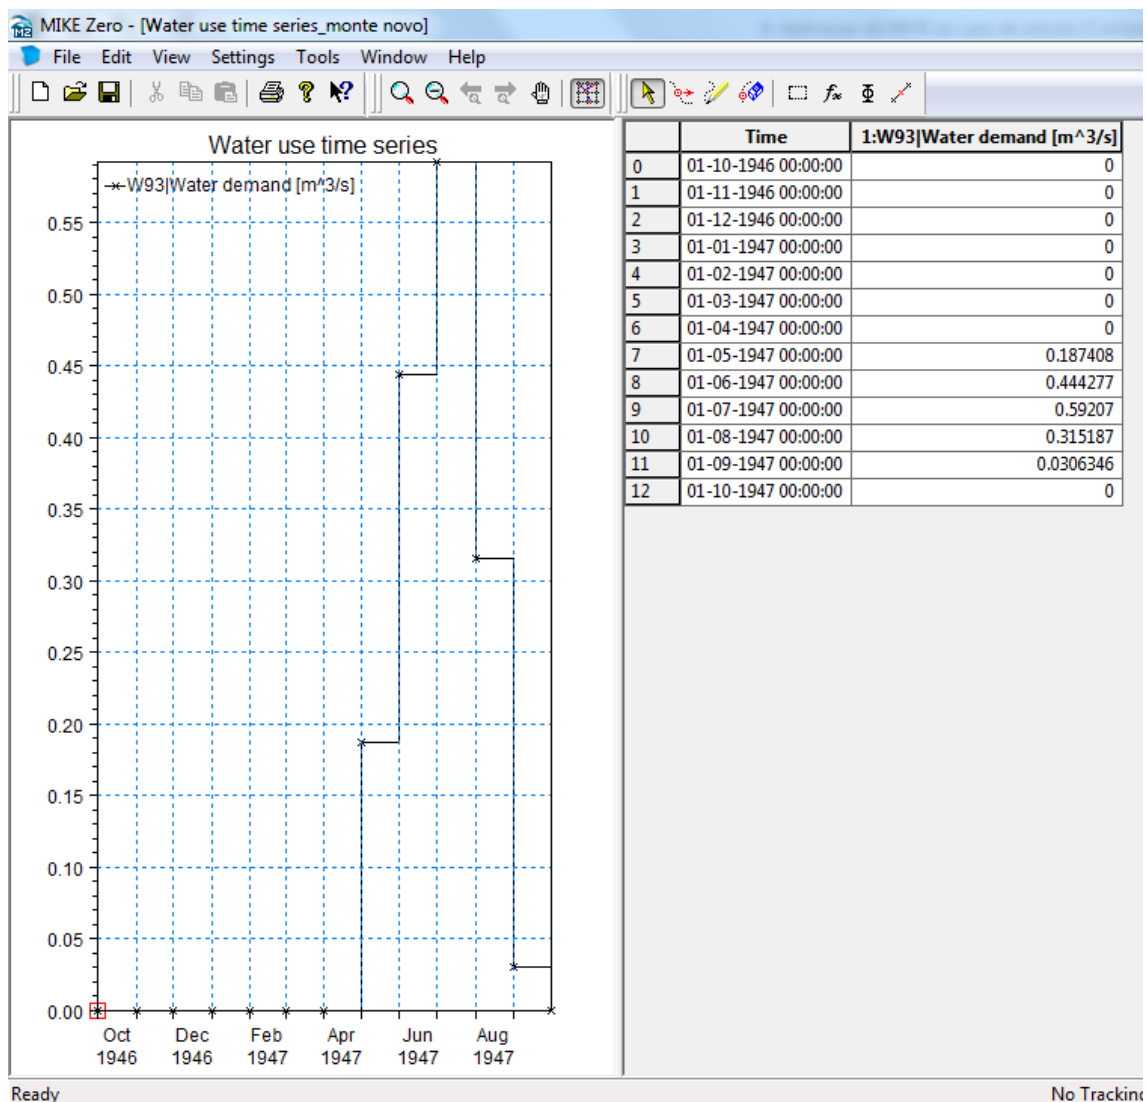 MIKE Zero - [Water use time series_monte novo]
File Edit View Settings Tools Window Help
Water use time series
W93|Water demand [m^3/s]
0.55
0.50
0.45
0.40
0.35
0.30
0.25
0.20
0.15
0.10
0.05
0.00
Oct Dec Feb Apr Jun Aug
1946 1946 1947 1947 1947 1947
Time 1:W93|Water demand [m^3/s]
0 01-10-1946 00:00:00 0
1 01-11-1946 00:00:00 0
2 01-12-1946 00:00:00 0
3 01-01-1947 00:00:00 0
4 01-02-1947 00:00:00 0
5 01-03-1947 00:00:00 0
6 01-04-1947 00:00:00 0
7 01-05-1947 00:00:00 0.187408
8 01-06-1947 00:00:00 0.444277
9 01-07-1947 00:00:00 0.59207
10 01-08-1947 00:00:00 0.315187
11 01-09-1947 00:00:00 0.0306346
12 01-10-1947 00:00:00 0
Ready No Tracking